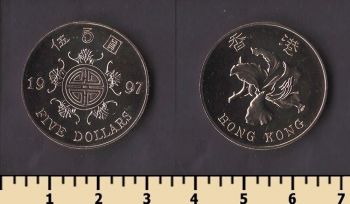 伍 5 圓
19 97
FIVE DOLLARS
香港
HONG KONG
1 2 3 4 5 6 7